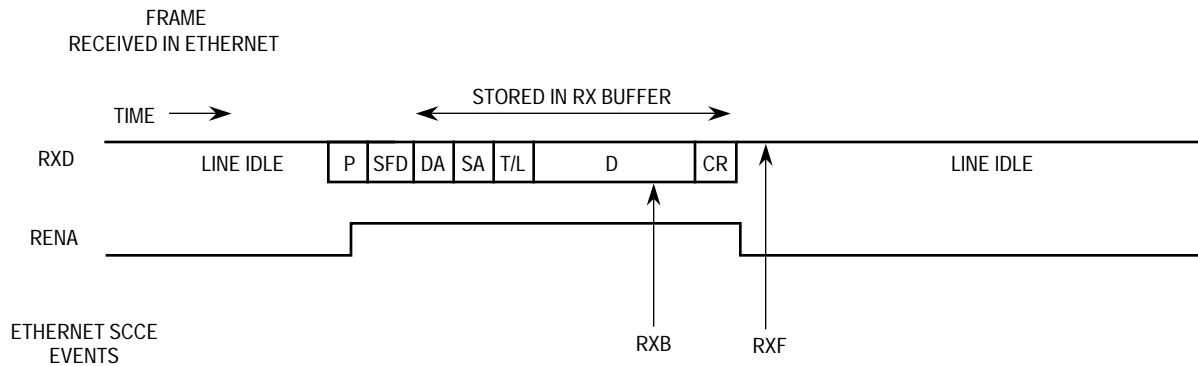 FRAME
RECEIVED IN ETHERNET
STORED IN RX BUFFER
TIME
RXD
LINE IDLE
P
SFD
DA
SA
T/L
D
CR
LINE IDLE
RENA
ETHERNET SCCE
EVENTS
RXB
RXF